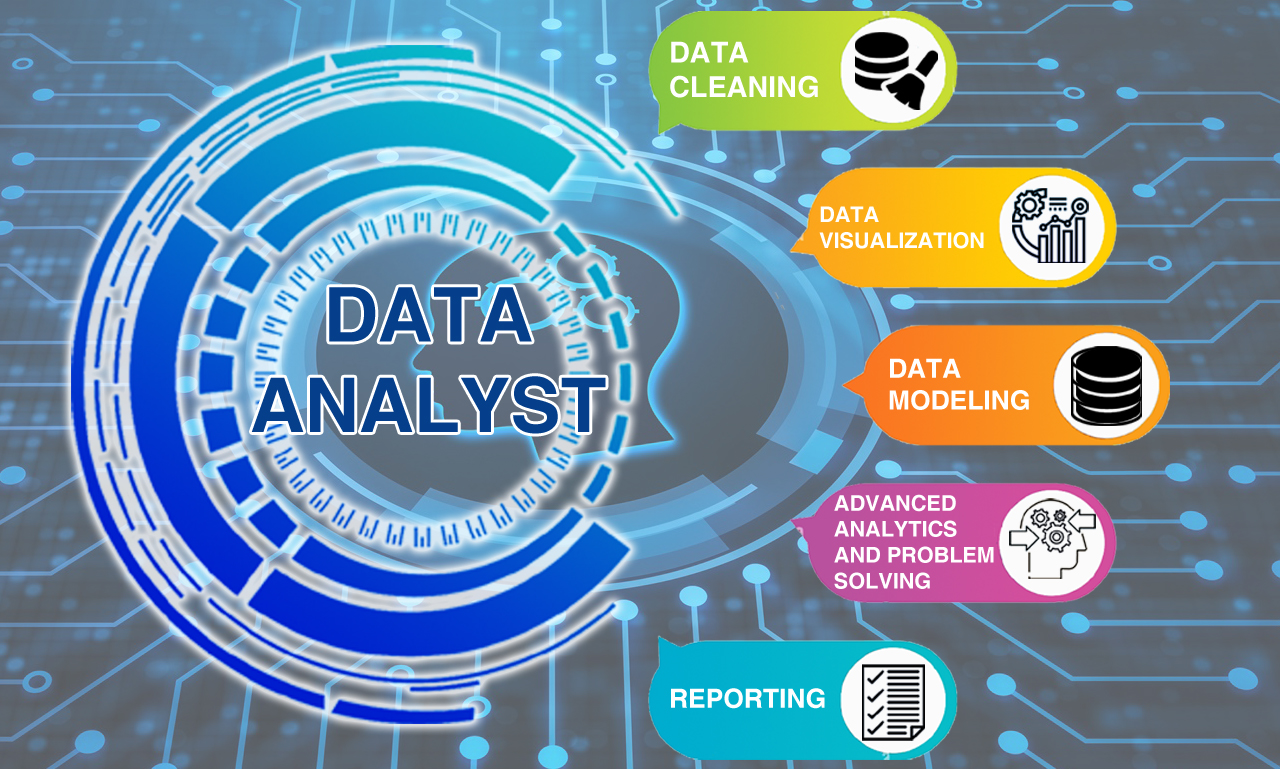 DATA
ANALYST
DATA
CLEANING
DATA
VISUALIZATION
DATA
MODELING
ADVANCED
ANALYTICS
AND PROBLEM
SOLVING
REPORTING